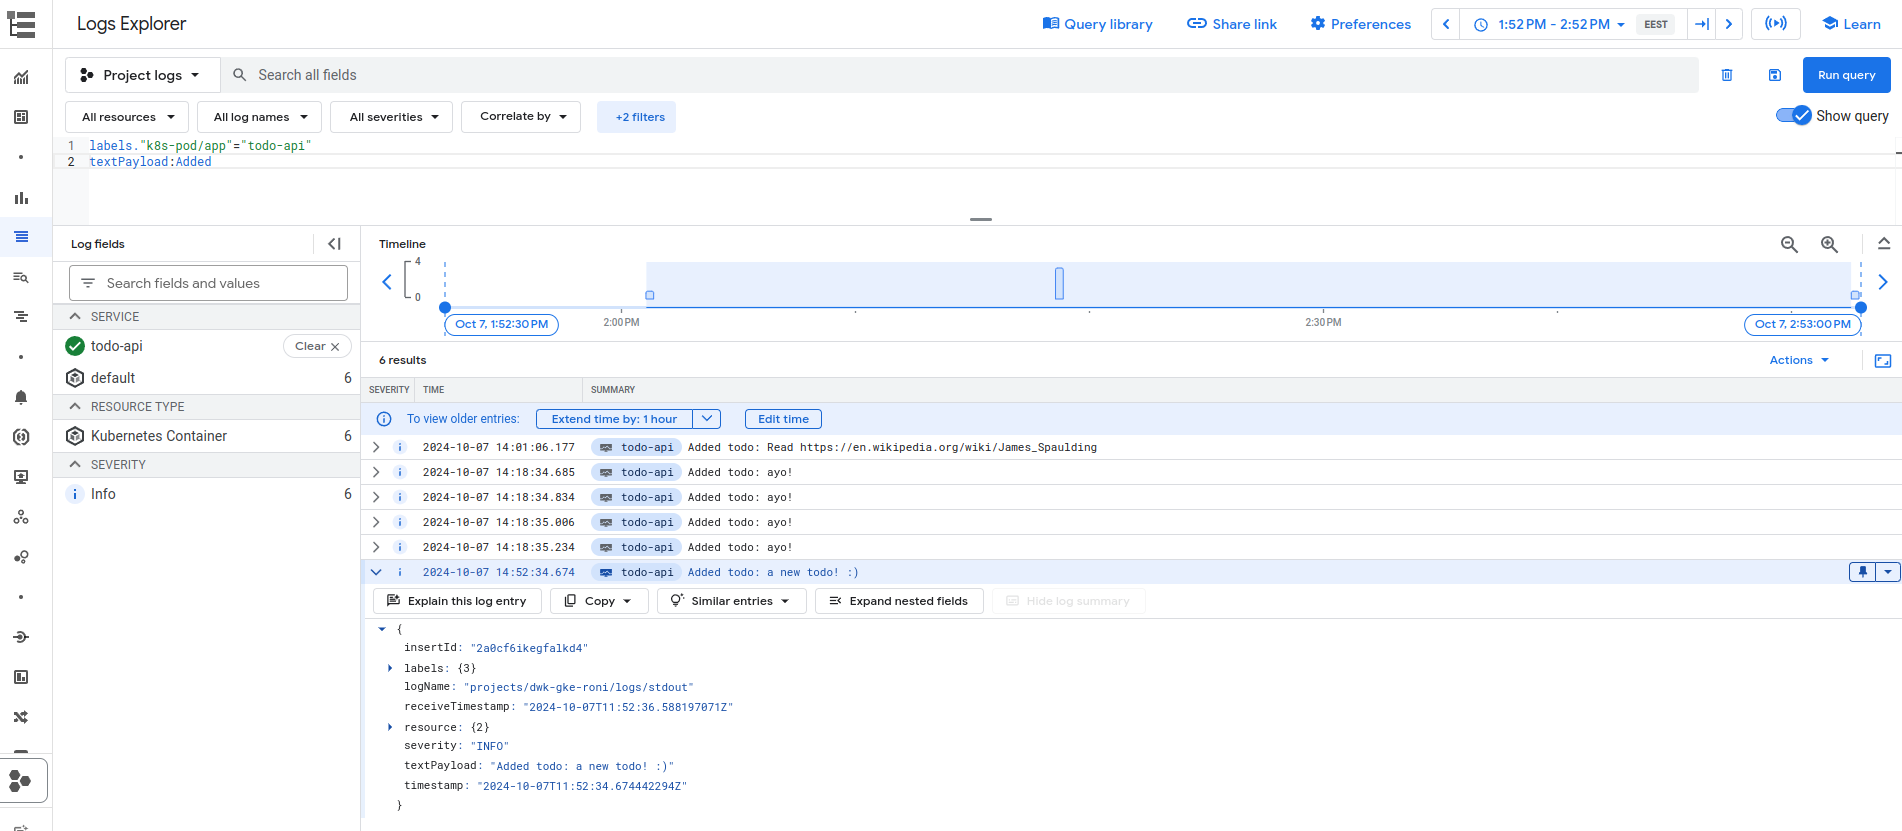 Logs Explorer
Query library
Share link
Preferences
1:52 PM - 2:52 PM
EEST
Learn
Project logs
Search all fields
Run query
All resources
All log names
All severities
Correlate by
+2 filters
Show query
1 labels."k8s-pod/app"="todo-api"
2 textPayload:Added
Log fields
Search fields and values
SERVICE
todo-api
Clear
default 6
RESOURCE TYPE
Kubernetes Container 6
SEVERITY
Info 6
Timeline
4
0
Oct 7, 1:52:30 PM
2:00 PM
2:30 PM
Oct 7, 2:53:00 PM
6 results
Actions
SEVERITY TIME SUMMARY
To view older entries: Extend time by: 1 hour Edit time
2024-10-07 14:01:06.177 todo-api Added todo: Read https://en.wikipedia.org/wiki/James_Spaulding
2024-10-07 14:18:34.685 todo-api Added todo: ayo!
2024-10-07 14:18:34.834 todo-api Added todo: ayo!
2024-10-07 14:18:35.006 todo-api Added todo: ayo!
2024-10-07 14:18:35.234 todo-api Added todo: ayo!
2024-10-07 14:52:34.674 todo-api Added todo: a new todo! :)
Explain this log entry
Copy
Similar entries
Expand nested fields
Hide log summary
{
insertId: "2a0cf6ikegfalkd4"
labels: {3}
logName: "projects/dwk-gke-roni/logs/stdout"
receiveTimestamp: "2024-10-07T11:52:36.588197071Z"
resource: {2}
severity: "INFO"
textPayload: "Added todo: a new todo! :)"
timestamp: "2024-10-07T11:52:34.674442294Z"
}